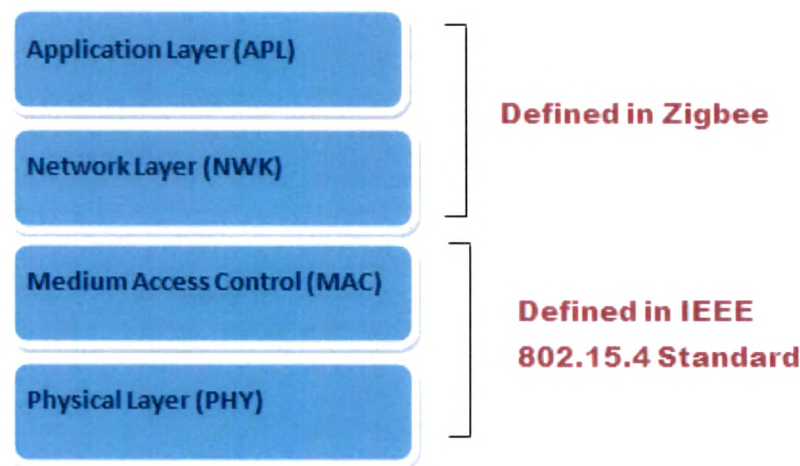 Application Layer (APL)
Defined in Zigbee
Network Layer (NWK)
Medium Access Control (MAC)
Defined in IEEE
802.15.4 Standard
Physical Layer (PHY)